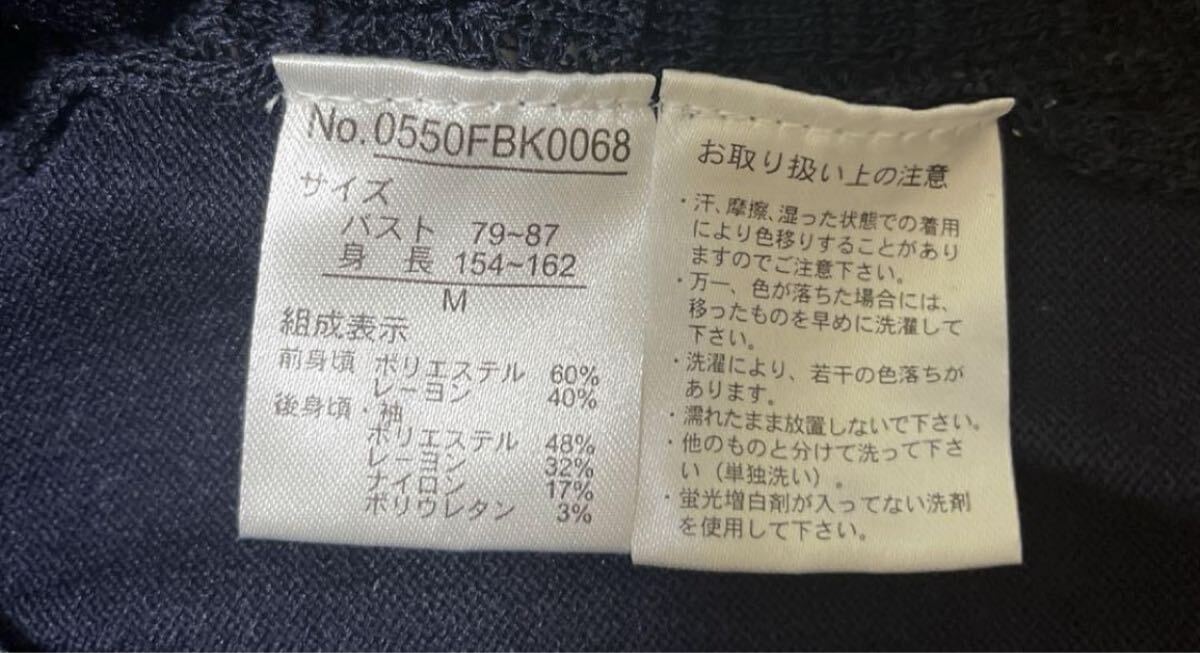 No.0550FBK0068
サイズ
バスト 79~87
身 長 154~162
M
組成表示
前身頃 ポリエステル 60%
レーヨン 40%
後身頃・袖
ポリエステル 48%
レーヨン 32%
ナイロン 17%
ポリウレタン 3%
お取り扱い上の注意
・汗、摩擦、湿った状態での着用
により色移りすることがあり
ますのでご注意下さい。
・万一、色が落ちた場合には、
移ったものを早めに洗濯して
下さい。
・洗濯により、若干の色落ちが
あります。
・濡れたまま放置しないで下さい。
・他のものと分けて洗って下さ
い（単独洗い）。
・蛍光増白剤が入ってない洗剤
を使用して下さい。